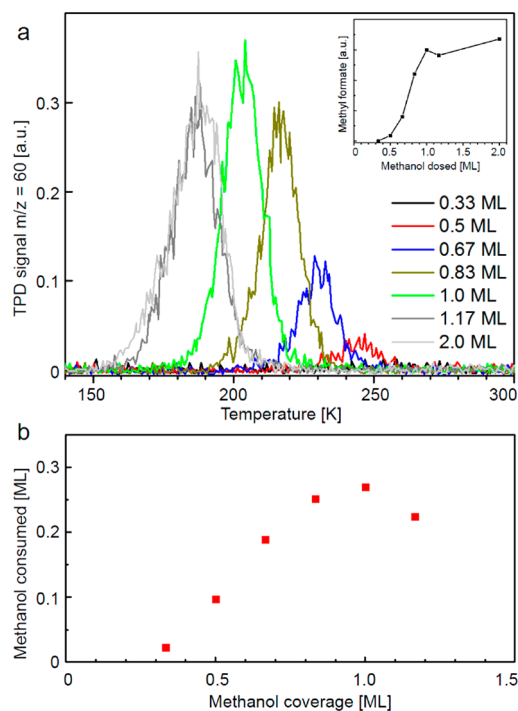 a
TPD signal m/z = 60 [a.u.]
0.3
0.2
0.1
0
150
200
250
300
Temperature [K]
Methyl formate [a.u.]
0
0.5
1.0
1.5
2.0
Methanol dosed [ML]
0.33 ML
0.5 ML
0.67 ML
0.83 ML
1.0 ML
1.17 ML
2.0 ML
b
Methanol consumed [ML]
0.3
0.2
0.1
0
0
0.5
1.0
1.5
Methanol coverage [ML]